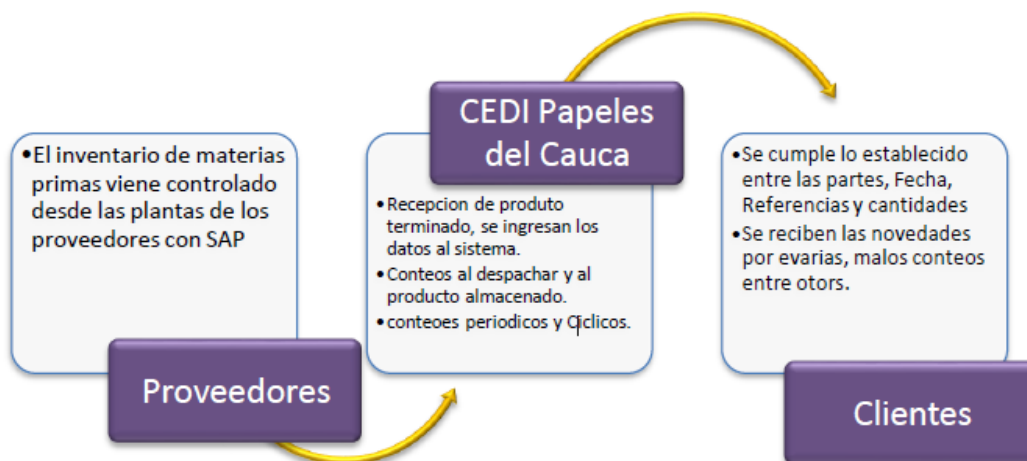 •El inventario de materias
primas viene controlado
desde las plantas de los
proveedores con SAP
Proveedores
CEDI Papeles
del Cauca
•Recepcion de produto
terminado, se ingresan los
datos al sistema.
•Conteos al despachar y al
producto almacenado.
•conteoes periodicos y Ciclicos.
•Se cumple lo establecido
entre las partes, Fecha,
Referencias y cantidades
•Se reciben las novedades
por evarias, malos conteos
entre otors.
Clientes